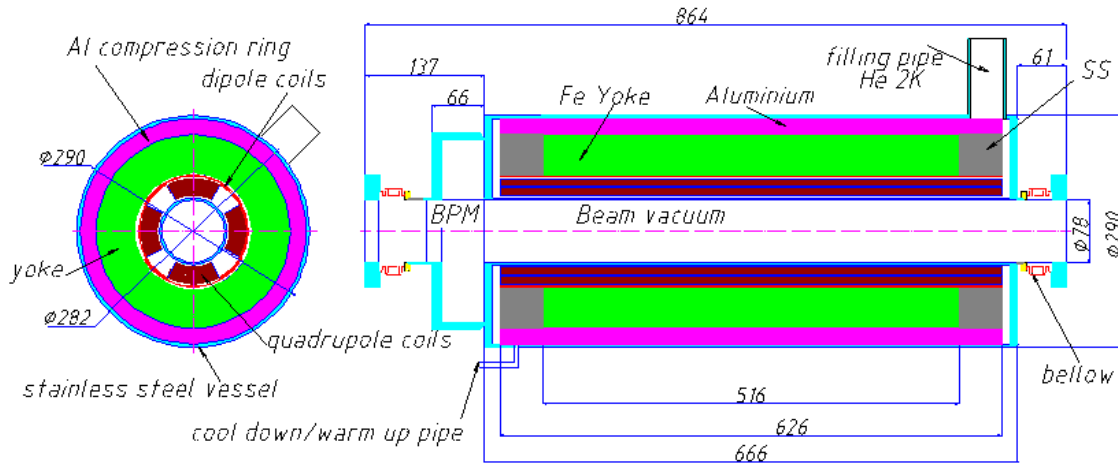 864
Al compression ring
dipole coils
137
filling pipe
He 2K
61
SS
66
Fe Yoke
Aluminium
Φ290
BPM
Beam vacuum
Φ78
Φ290
yoke
Φ282
quadrupole coils
stainless steel vessel
bellow
516
cool down/warm up pipe
626
666